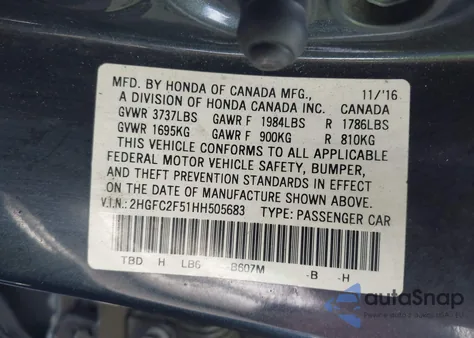 MFD. BY HONDA OF CANADA MFG., 11/'16
A DIVISION OF HONDA CANADA INC. CANADA
GVWR 3737LBS GAWR F 1984LBS R 1786LBS
GVWR 1695KG GAWR F 900KG R 810KG
THIS VEHICLE CONFORMS TO ALL APPLICABLE
FEDERAL MOTOR VEHICLE SAFETY, BUMPER,
AND THEFT PREVENTION STANDARDS IN EFFECT
ON THE DATE OF MANUFACTURE SHOWN ABOVE.
V.I.N.: 2HGFC2F51HH505683 TYPE: PASSENGER CAR
TBD H LB6 B607M -B -H
autoSnap